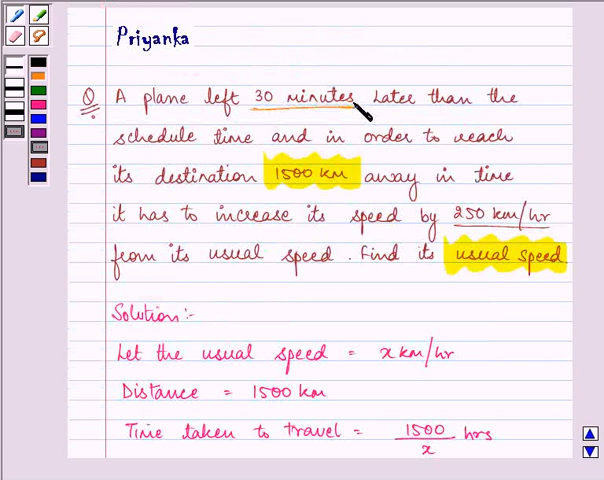 Priyanka
Q A plane left 30 minutes later than the
schedule time and in order to reach
its destination 1500 km away in time
it has to increase its speed by 250 km/hr
from its usual speed. Find its usual speed
Solution:-
Let the usual speed = x km/hr
Distance = 1500 km
Time taken to travel = 1500/x hrs